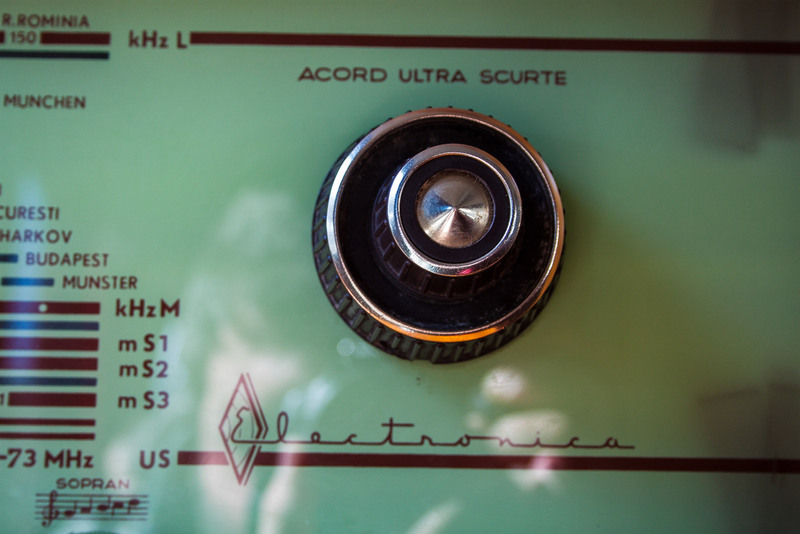 R.ROMINIA
150
kHz L
ACORD ULTRA SCURTE
MUNCHEN
CURESTI
HARKOV
BUDAPEST
MUNSTER
kHz M
m S1
m S2
m S3
Electronica
-73 MHz
US
SOPRAN